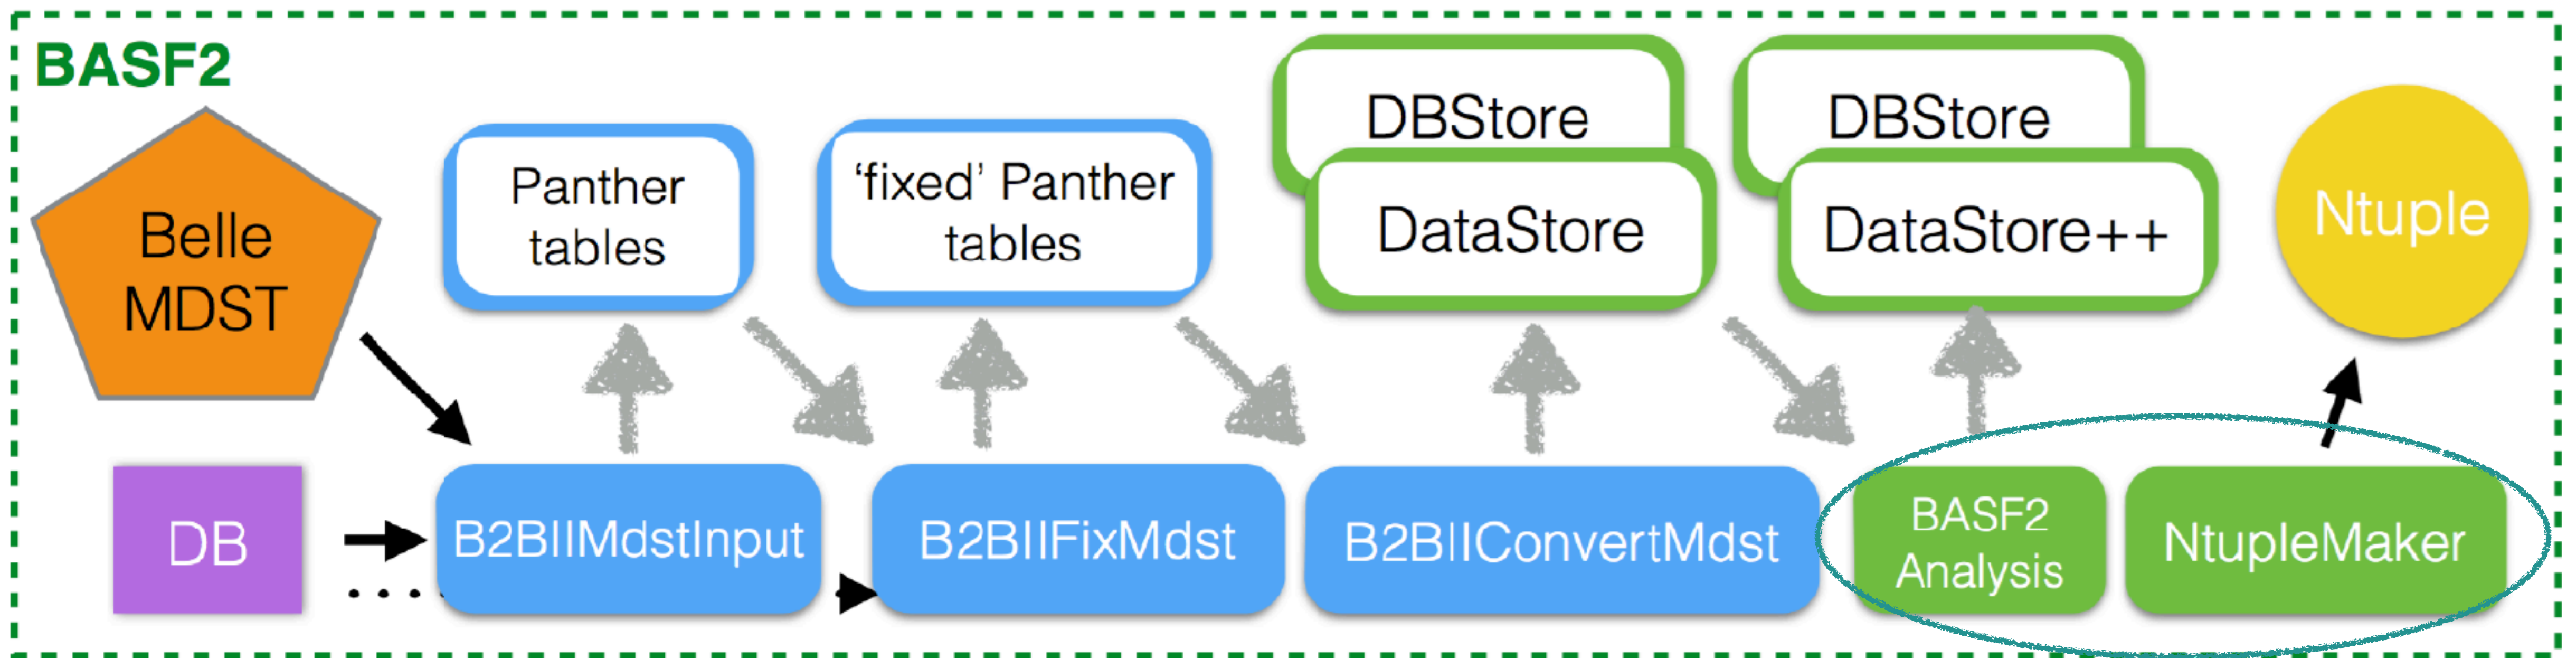 BASF2
Belle
MDST
Panther
tables
‘fixed’ Panther
tables
DBStore
DataStore
DBStore
DataStore++
Ntuple
DB
B2BIIMdstInput
B2BIIFixMdst
B2BIIConvertMdst
BASF2
Analysis
NtupleMaker